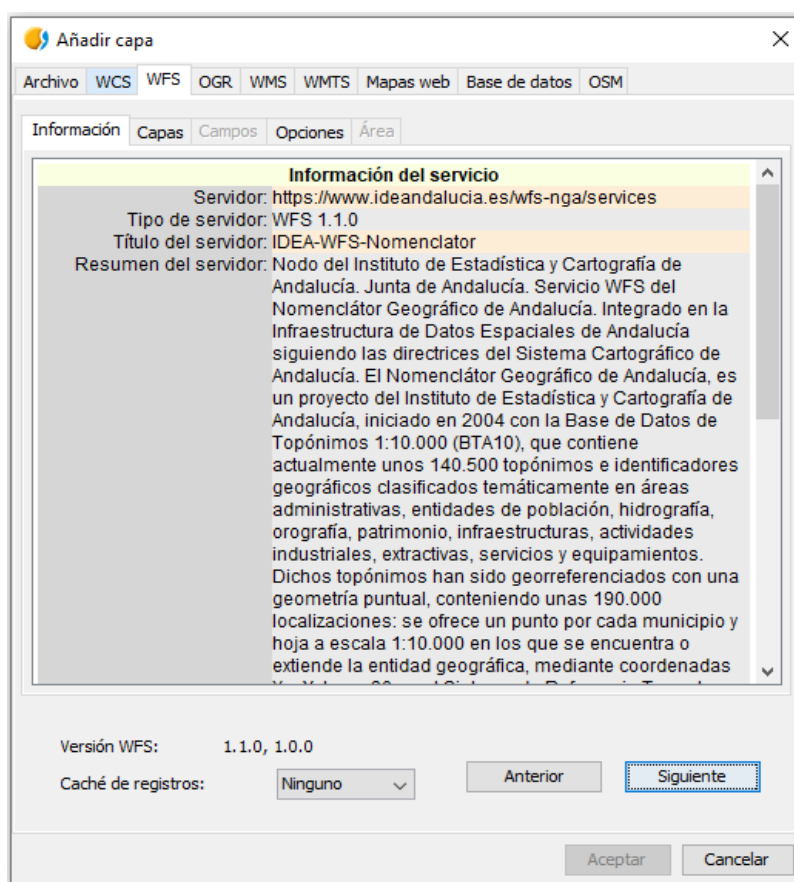 Añadir capa
Archivo WCS WFS OGR WMS WMTS Mapas web Base de datos OSM
Información Capas Campos Opciones Área
Información del servicio
Servidor: https://www.ideandalucia.es/wfs-nga/services
Tipo de servidor: WFS 1.1.0
Título del servidor: IDEA-WFS-Nomenclator
Resumen del servidor: Nodo del Instituto de Estadística y Cartografía de
Andalucía. Junta de Andalucía. Servicio WFS del
Nomenclátor Geográfico de Andalucía. Integrado en la
Infraestructura de Datos Espaciales de Andalucía
siguiendo las directrices del Sistema Cartográfico de
Andalucía. El Nomenclátor Geográfico de Andalucía, es
un proyecto del Instituto de Estadística y Cartografía de
Andalucía, iniciado en 2004 con la Base de Datos de
Topónimos 1:10.000 (BTA10), que contiene
actualmente unos 140.500 topónimos e identificadores
geográficos clasificados temáticamente en áreas
administrativas, entidades de población, hidrografía,
orografía, patrimonio, infraestructuras, actividades
industriales, extractivas, servicios y equipamientos.
Dichos topónimos han sido georreferenciados con una
geometría puntual, conteniendo unas 190.000
localizaciones: se ofrece un punto por cada municipio y
hoja a escala 1:10.000 en los que se encuentra o
extiende la entidad geográfica, mediante coordenadas
Versión WFS: 1.1.0, 1.0.0
Caché de registros: Ninguno Anterior Siguiente
Aceptar Cancelar